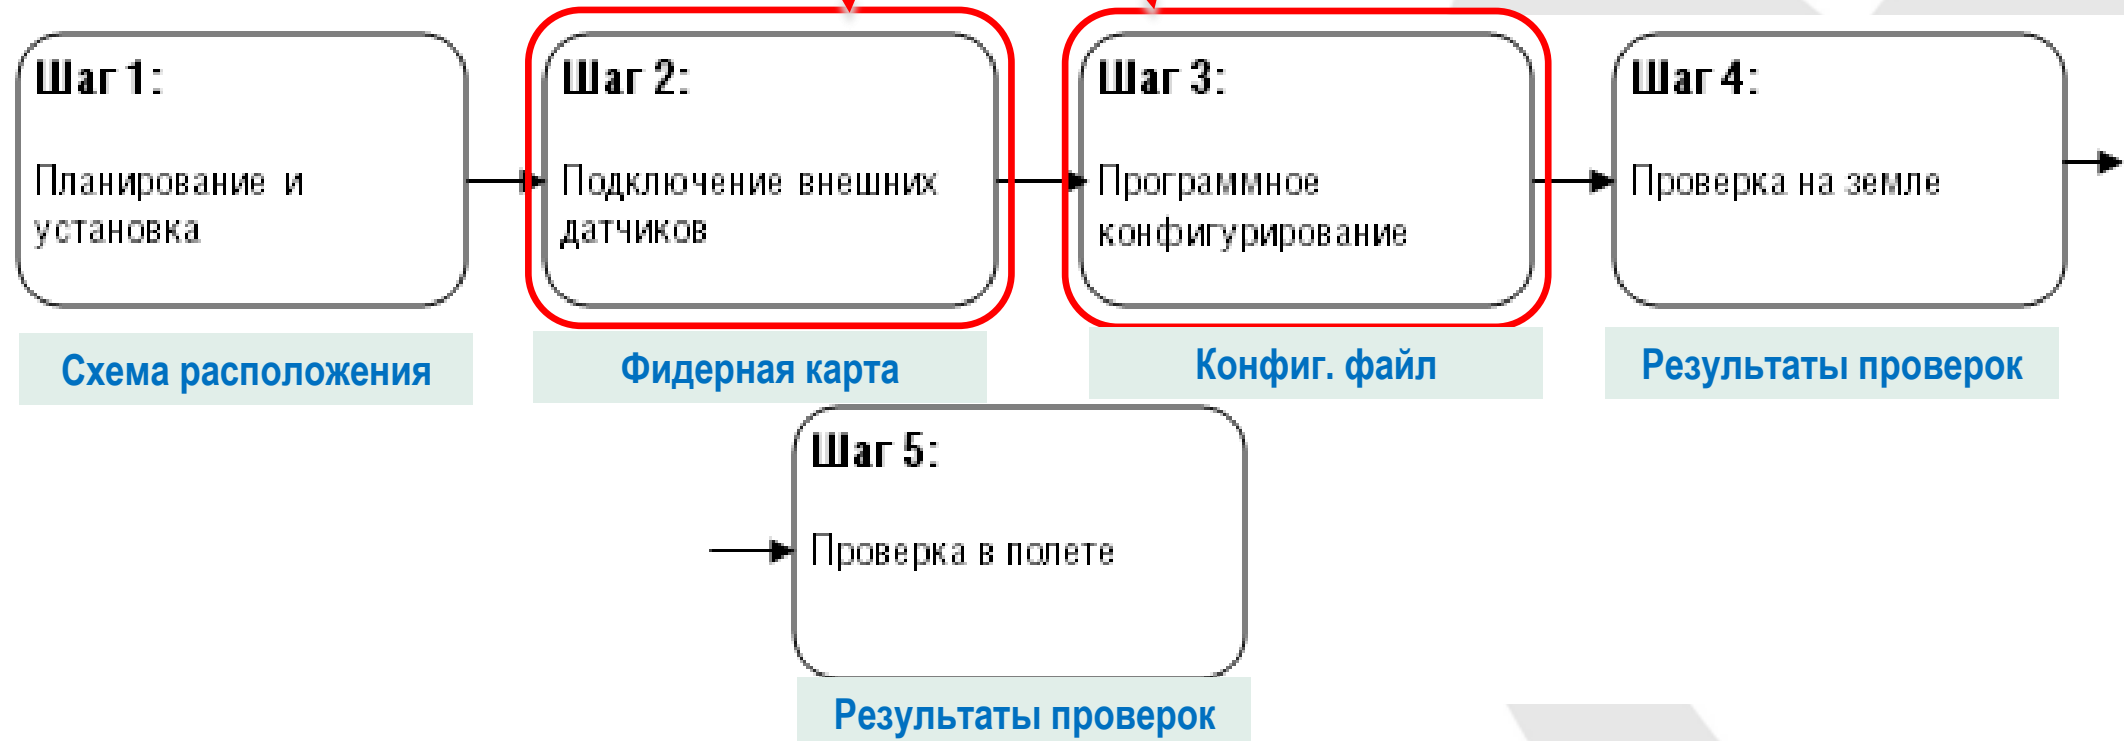 Шаг 1:
Планирование и
установка
Схема расположения
Шаг 2:
Подключение внешних
датчиков
Фидерная карта
Шаг 3:
Программное
конфигурирование
Конфиг. файл
Шаг 4:
Проверка на земле
Результаты проверок
Шаг 5:
Проверка в полете
Результаты проверок